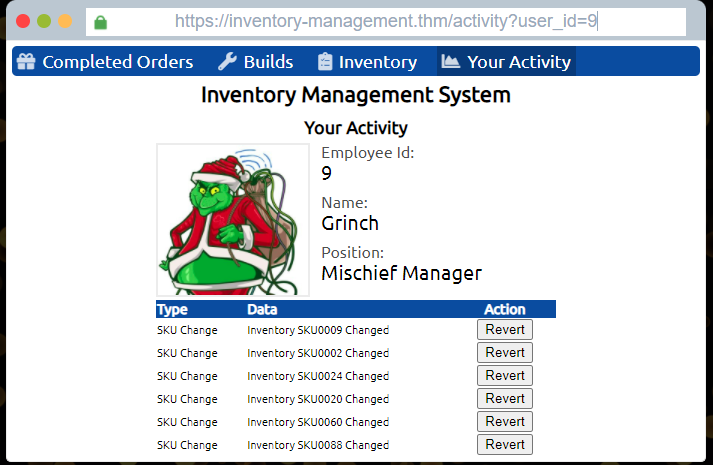 https://inventory-management.thm/activity?user_id=9
Completed Orders Builds Inventory Your Activity
Inventory Management System
Your Activity
Employee Id:
9
Name:
Grinch
Position:
Mischief Manager
Type Data Action
SKU Change Inventory SKU0009 Changed Revert
SKU Change Inventory SKU0002 Changed Revert
SKU Change Inventory SKU0024 Changed Revert
SKU Change Inventory SKU0020 Changed Revert
SKU Change Inventory SKU0060 Changed Revert
SKU Change Inventory SKU0088 Changed Revert